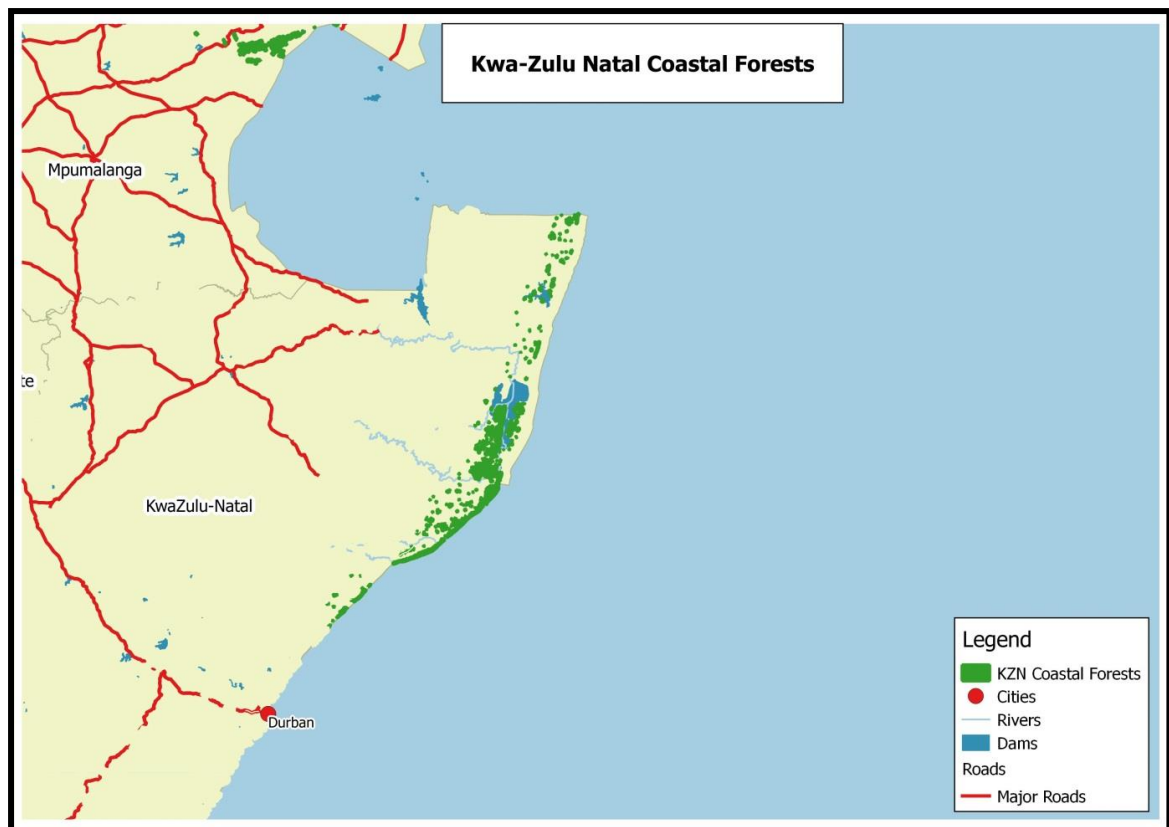 Kwa-Zulu Natal Coastal Forests
Mpumalanga
te
KwaZulu-Natal
Durban
Legend
KZN Coastal Forests
Cities
Rivers
Dams
Roads
Major Roads